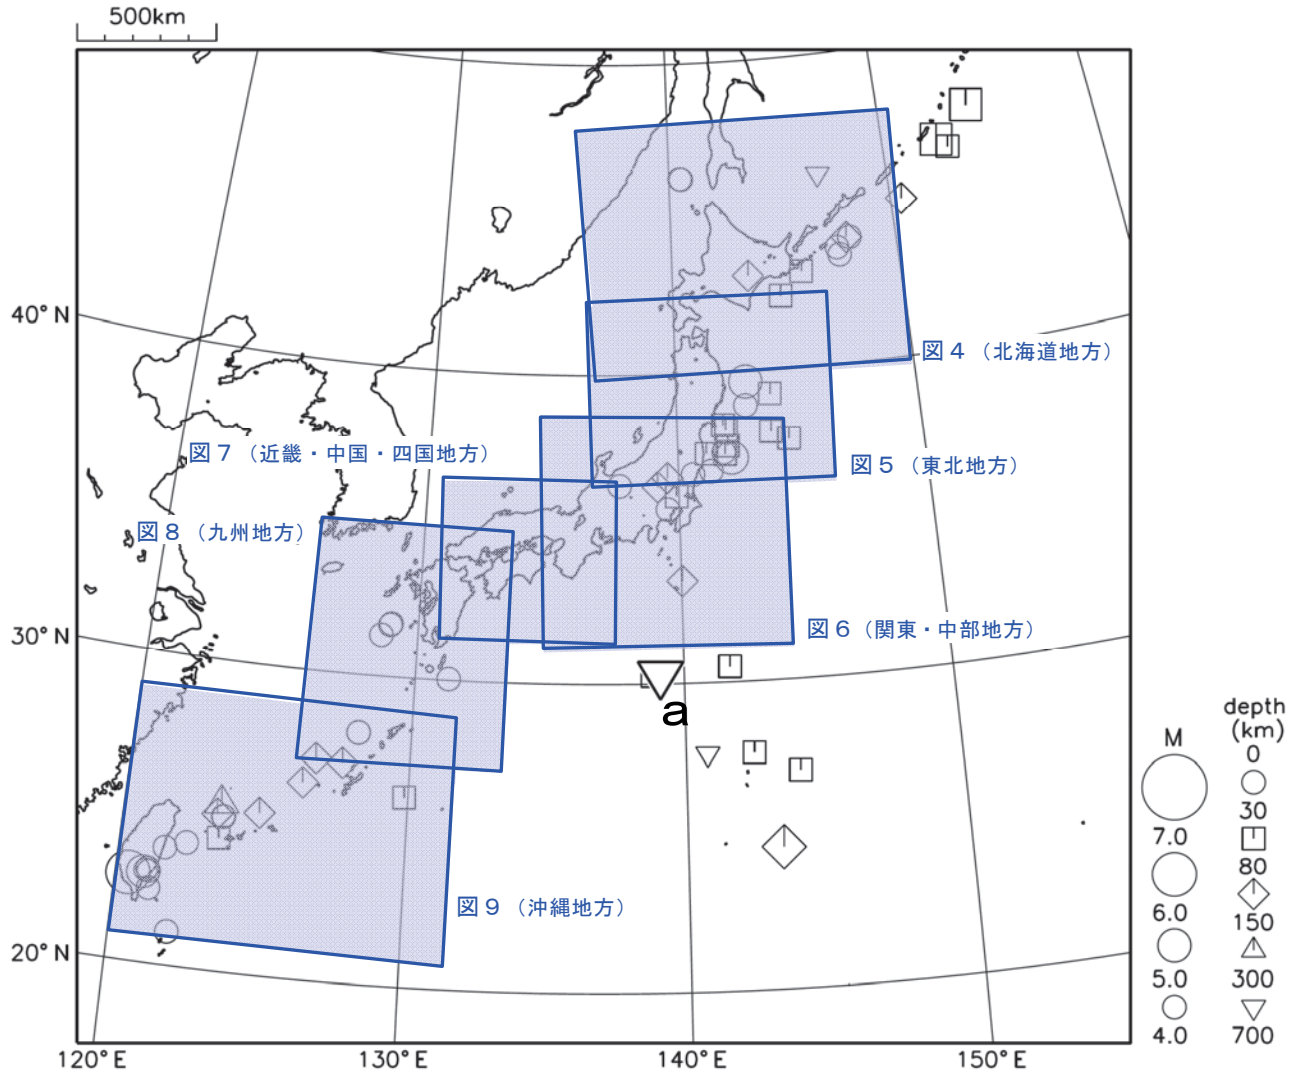 500km
40°N
図４（北海道地方）
図７（近畿・中国・四国地方）
図５（東北地方）
図８（九州地方）
30°N
図６（関東・中部地方）
a
depth
(km)
M
0
30
7.0
80
6.0
150
図９（沖縄地方）
20°N
5.0
300
4.0
700
120°E
130°E
140°E
150°E